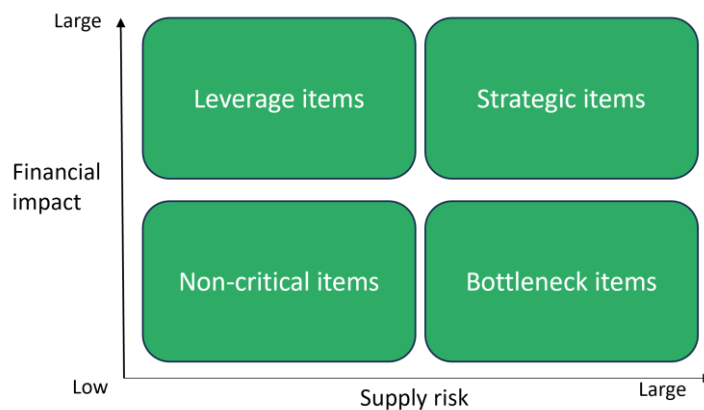 Large
Leverage items
Strategic items
Financial
impact
Non-critical items
Bottleneck items
Low
Supply risk
Large